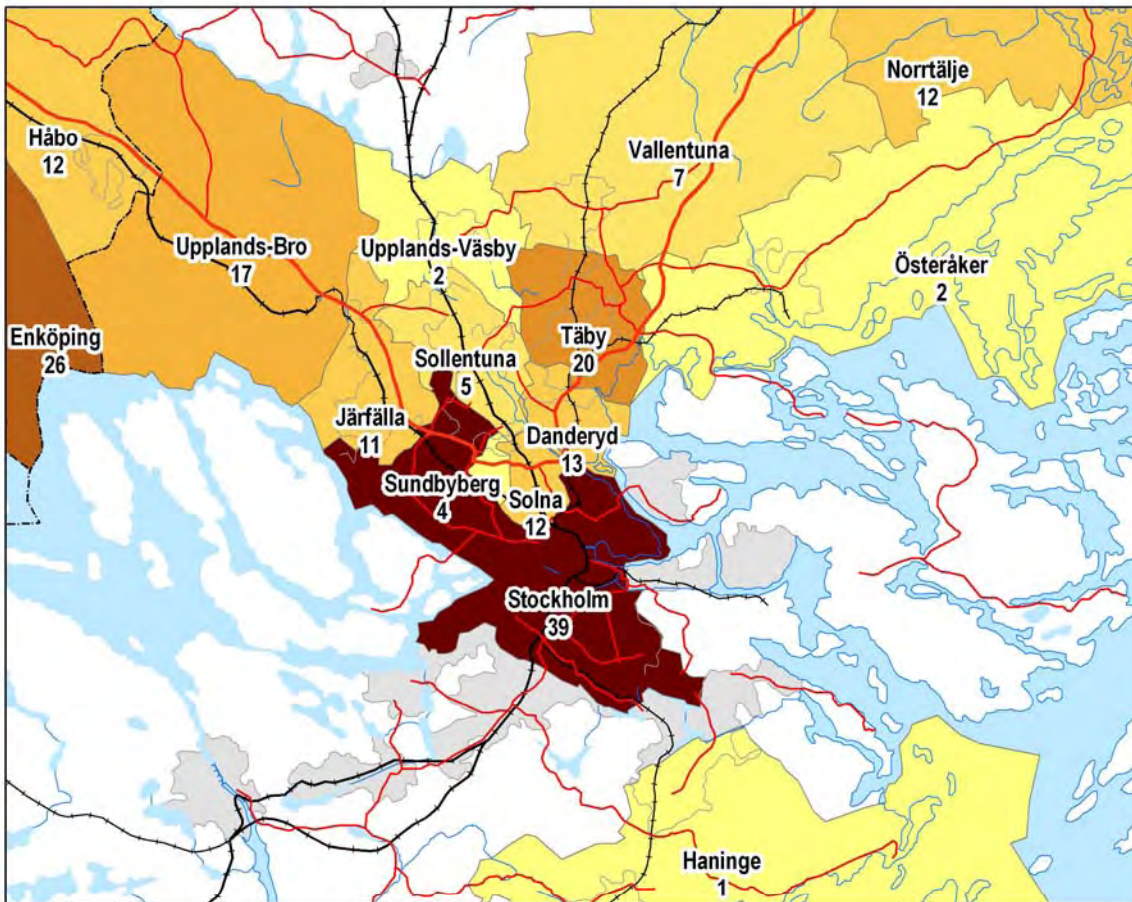 Norrtälje
12
Håbo
12
Vallentuna
7
Upplands-Bro
17
Upplands-Väsby
2
Österåker
2
Enköping
26
Täby
20
Sollentuna
5
Järfälla
11
Danderyd
13
Sundbyberg
4
Solna
12
Stockholm
39
Haninge
1